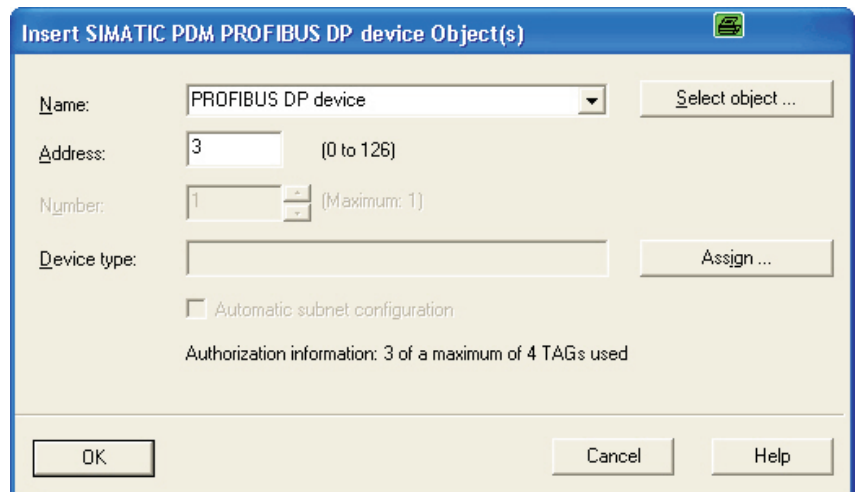 Insert SIMATIC PDM PROFIBUS DP device Object(s)
Name: PROFIBUS DP device Select object ...
Address: 3 (0 to 126)
Number: 1 (Maximum: 1)
Device type: Assign ...
Automatic subnet configuration
Authorization information: 3 of a maximum of 4 TAGs used
OK Cancel Help